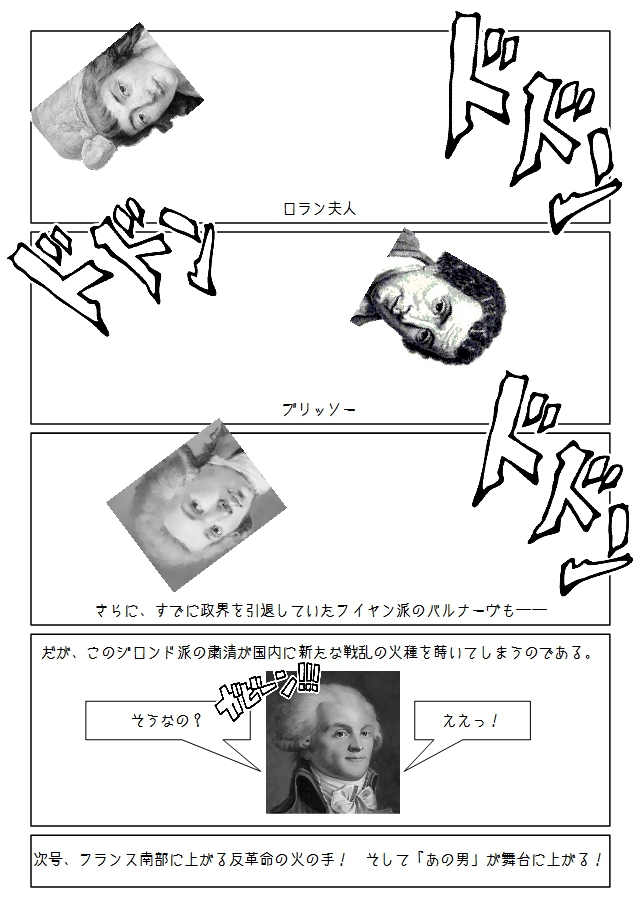 ドドン
ロラン夫人
ドドン
ブリッソー
ドドン
さらに、すでに政界を引退していたフイヤン派のバルナーヴも――
だが、このジロンド派の粛清が国内に新たな戦乱の火種を蒔いてしまうのである。
ガビーン!!!
そうなの？
ええっ！
次号、フランス南部に上がる反革命の火の手！　そして「あの男」が舞台に上がる！